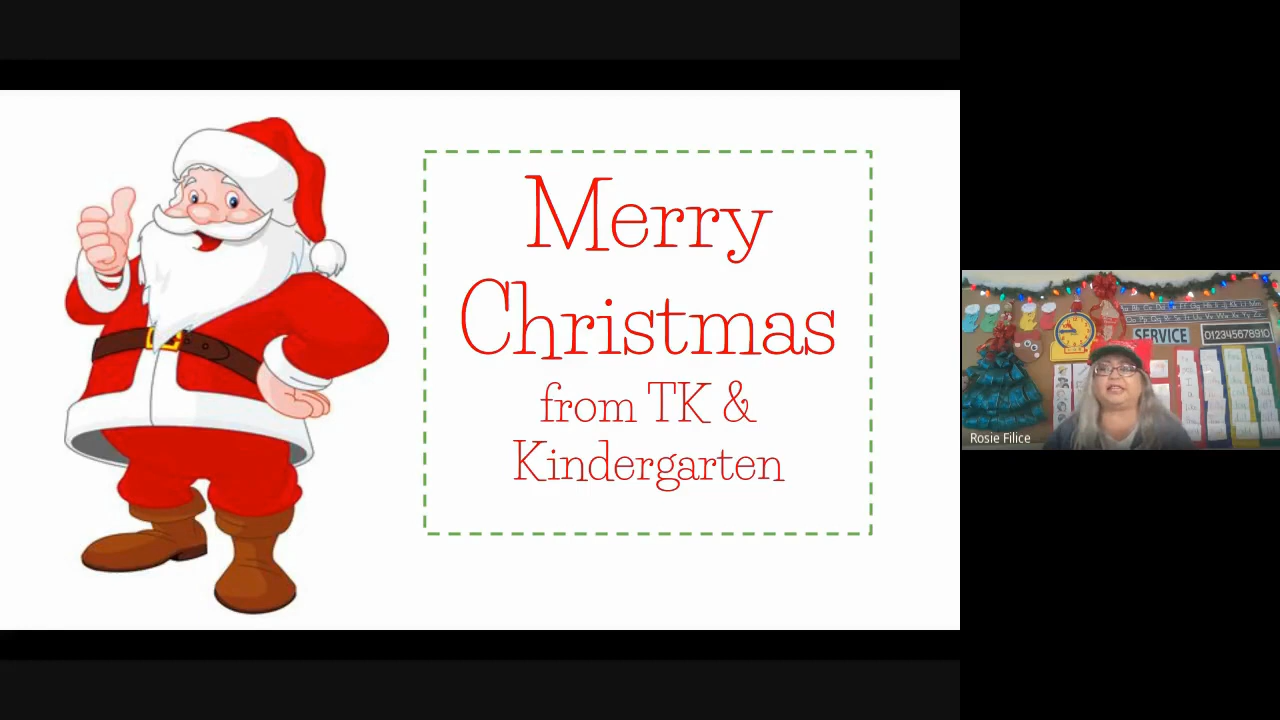 Merry
Christmas
from TK &
Kindergarten
SERVICE
012345678910
Rosie Filice